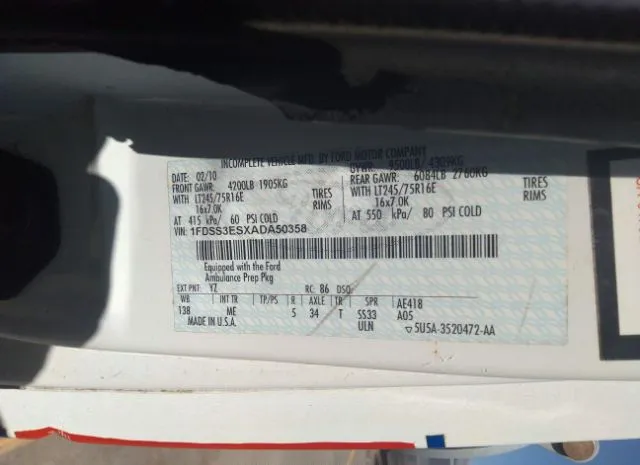 INCOMPLETE VEHICLE MFD. BY FORD MOTOR COMPANY
DATE: 02/10 GVWR: 9500LB/ 4309KG
FRONT GAWR: 4200LB 1905KG REAR GAWR: 6084LB 2760KG
WITH LT245/75R16E TIRES WITH LT245/75R16E TIRES
16x7.0K RIMS 16x7.0K RIMS
AT 415 kPa/ 60 PSI COLD AT 550 kPa/ 80 PSI COLD
VIN: 1FDSS3ESXADA50358
Equipped with the Ford
Ambulance Prep Pkg
EXT PNT: YZ RC: 86 DSO:
WB INT TR TP/PS R AXLE TR SPR AE418
138 ME 5 34 T SS33 A05
MADE IN U.S.A. ULN 5U5A-3520472-AA